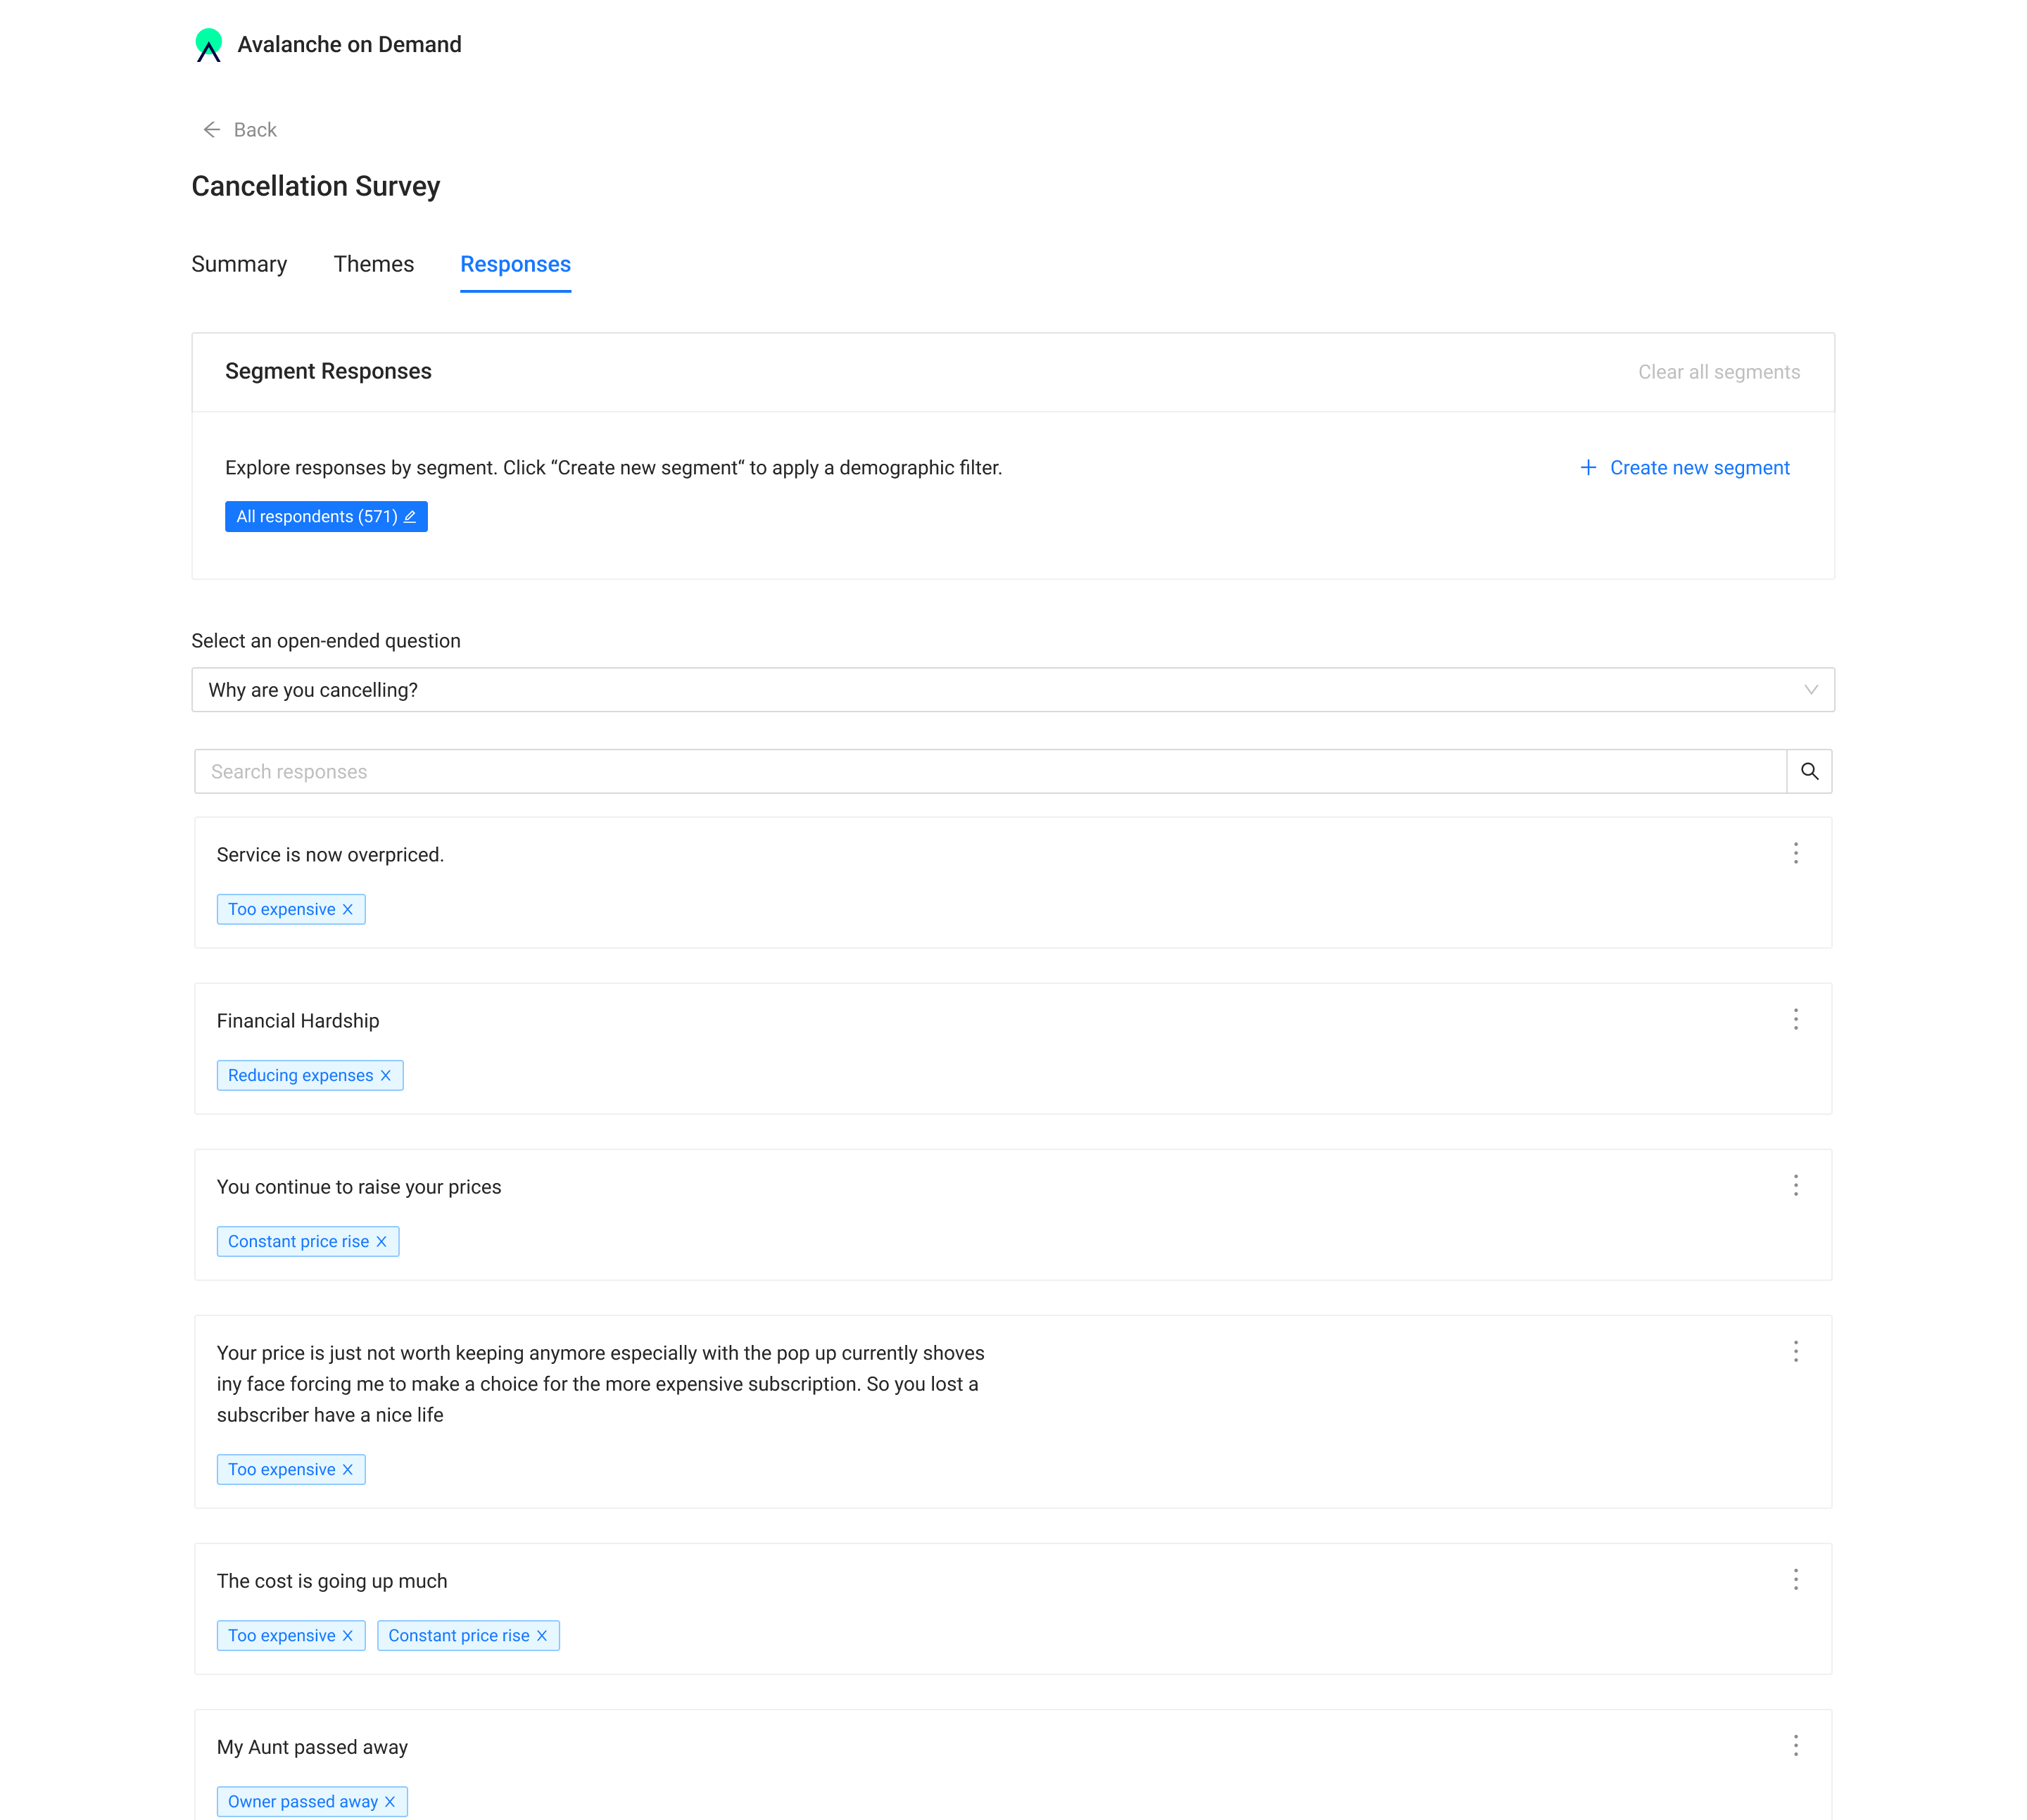 Avalanche on Demand
Back
Cancellation Survey
Summary Themes Responses
Segment Responses Clear all segments
Explore responses by segment. Click “Create new segment“ to apply a demographic filter. Create new segment
All respondents (571)
Select an open-ended question
Why are you cancelling?
Search responses
Service is now overpriced.
Too expensive
Financial Hardship
Reducing expenses
You continue to raise your prices
Constant price rise
Your price is just not worth keeping anymore especially with the pop up currently shoves
iny face forcing me to make a choice for the more expensive subscription. So you lost a
subscriber have a nice life
Too expensive
The cost is going up much
Too expensive Constant price rise
My Aunt passed away
Owner passed away